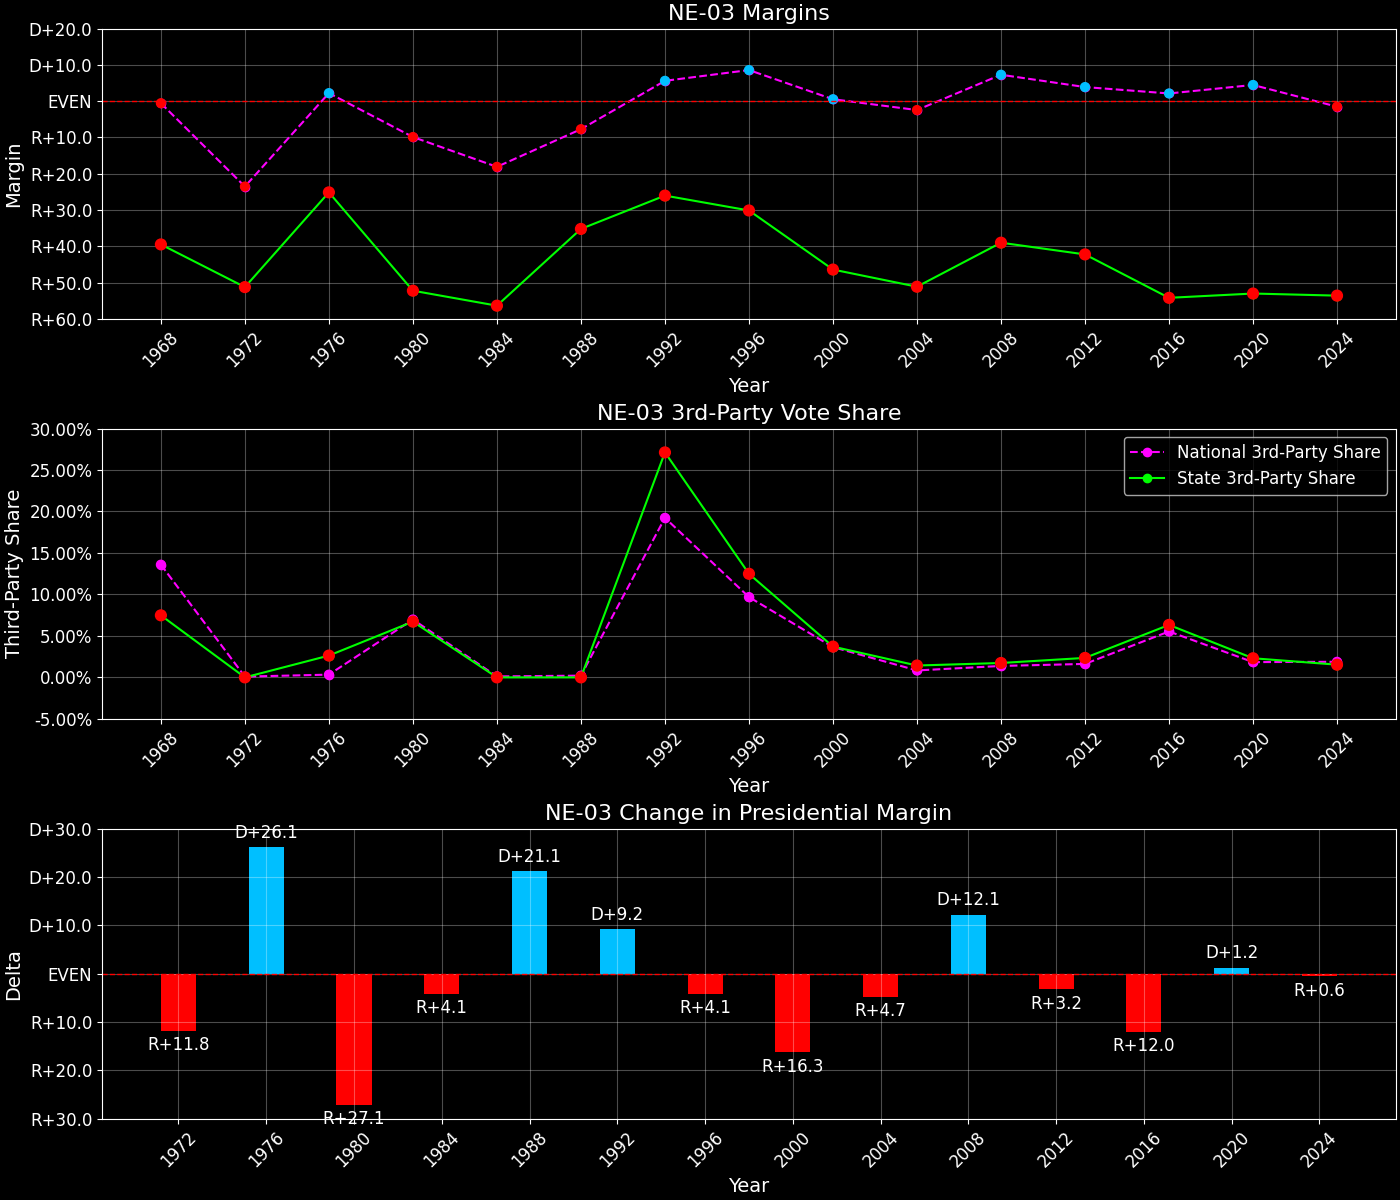 NE-03 Margins
Margin
D+20.0
D+10.0
EVEN
R+10.0
R+20.0
R+30.0
R+40.0
R+50.0
R+60.0
1968 1972 1976 1980 1984 1988 1992 1996 2000 2004 2008 2012 2016 2020 2024
Year
NE-03 3rd-Party Vote Share
Third-Party Share
30.00%
25.00%
20.00%
15.00%
10.00%
5.00%
0.00%
-5.00%
National 3rd-Party Share
State 3rd-Party Share
1968 1972 1976 1980 1984 1988 1992 1996 2000 2004 2008 2012 2016 2020 2024
Year
NE-03 Change in Presidential Margin
Delta
D+30.0
D+20.0
D+10.0
EVEN
R+10.0
R+20.0
R+30.0
R+11.8
D+26.1
R+27.1
R+4.1
D+21.1
D+9.2
R+4.1
R+16.3
R+4.7
D+12.1
R+3.2
R+12.0
D+1.2
R+0.6
1972 1976 1980 1984 1988 1992 1996 2000 2004 2008 2012 2016 2020 2024
Year